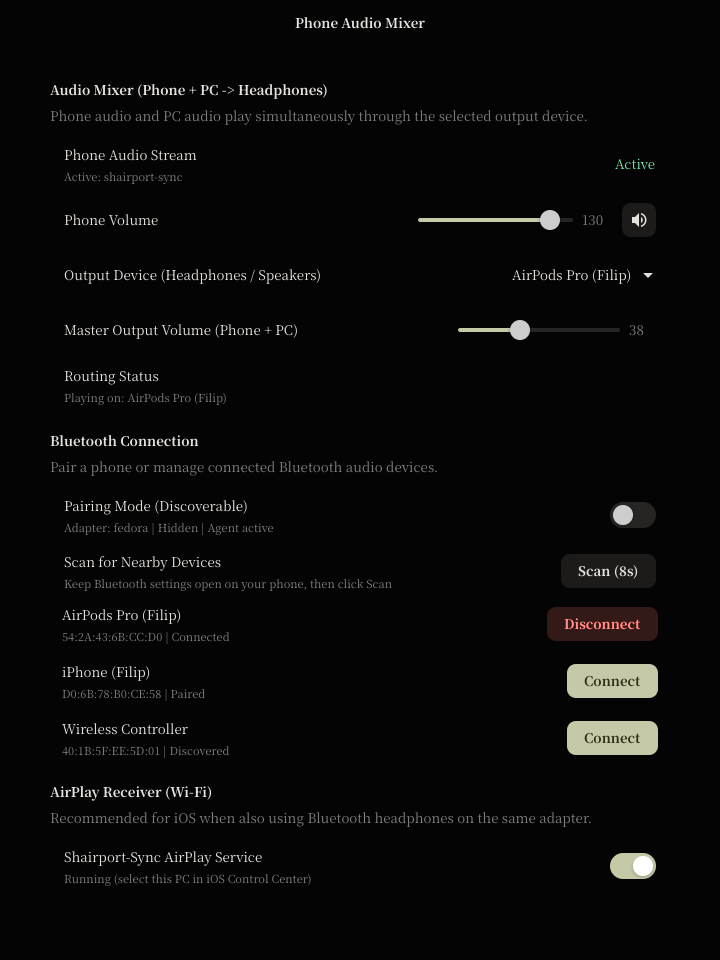 Phone Audio Mixer
Audio Mixer (Phone + PC -> Headphones)
Phone audio and PC audio play simultaneously through the selected output device.
Phone Audio Stream
Active: shairport-sync
Active
Phone Volume
130
Output Device (Headphones / Speakers)
AirPods Pro (Filip)
Master Output Volume (Phone + PC)
38
Routing Status
Playing on: AirPods Pro (Filip)
Bluetooth Connection
Pair a phone or manage connected Bluetooth audio devices.
Pairing Mode (Discoverable)
Adapter: fedora | Hidden | Agent active
Scan for Nearby Devices
Keep Bluetooth settings open on your phone, then click Scan
Scan (8s)
AirPods Pro (Filip)
54:2A:43:6B:CC:D0 | Connected
Disconnect
iPhone (Filip)
D0:6B:78:B0:CE:58 | Paired
Connect
Wireless Controller
40:1B:5F:EE:5D:01 | Discovered
Connect
AirPlay Receiver (Wi-Fi)
Recommended for iOS when also using Bluetooth headphones on the same adapter.
Shairport-Sync AirPlay Service
Running (select this PC in iOS Control Center)